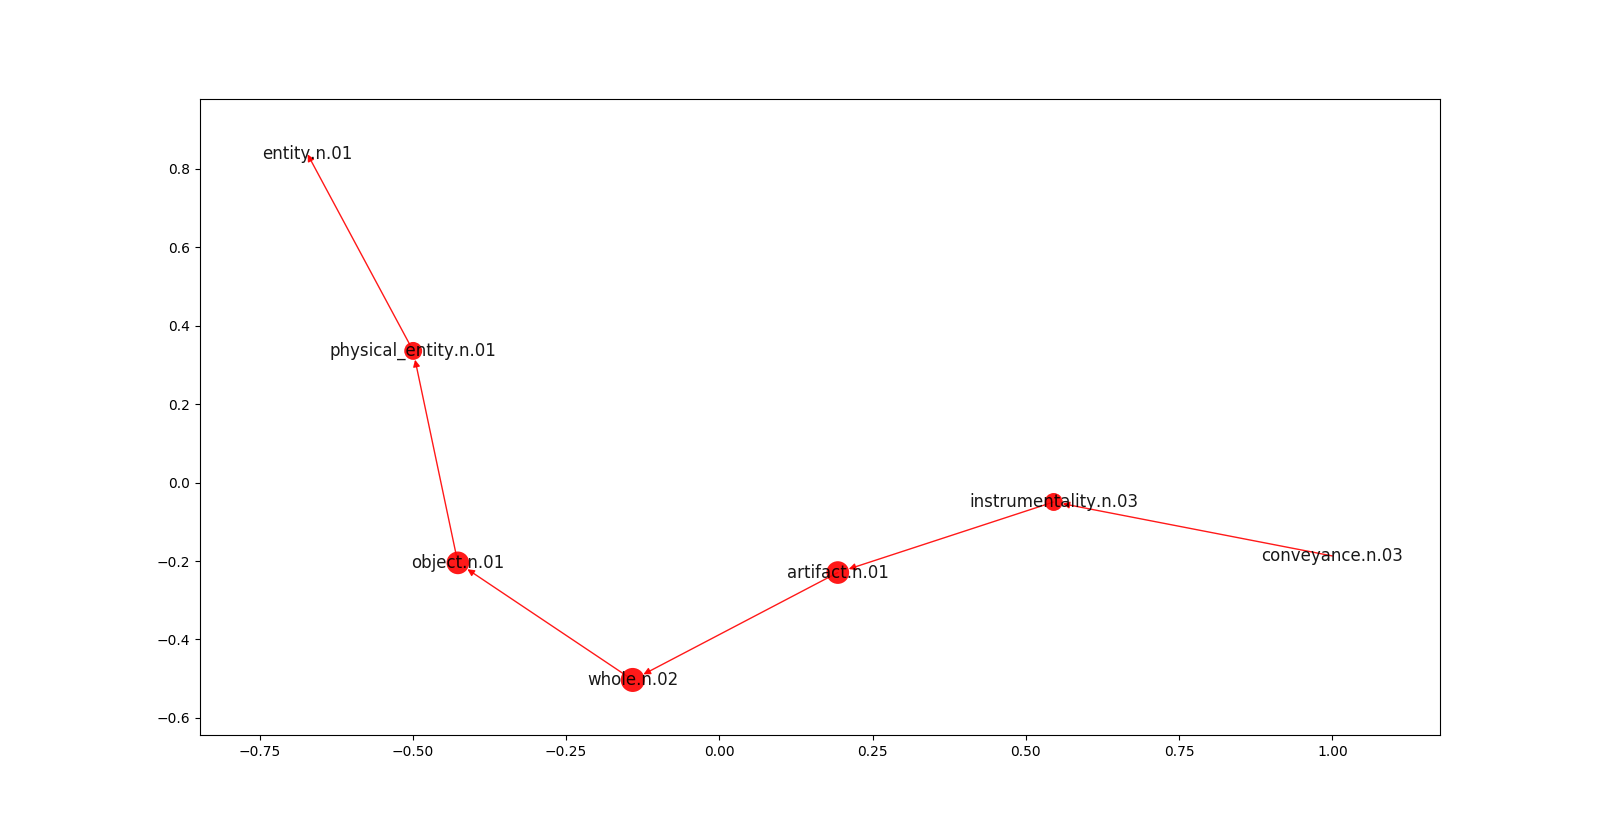 entity.n.01
0.8
0.6
0.4
physical_entity.n.01
0.2
0.0
instrumentality.n.03
conveyance.n.03
−0.2
object.n.01
artifact.n.01
−0.4
whole.n.02
−0.6
−0.75 −0.50 −0.25 0.00 0.25 0.50 0.75 1.00